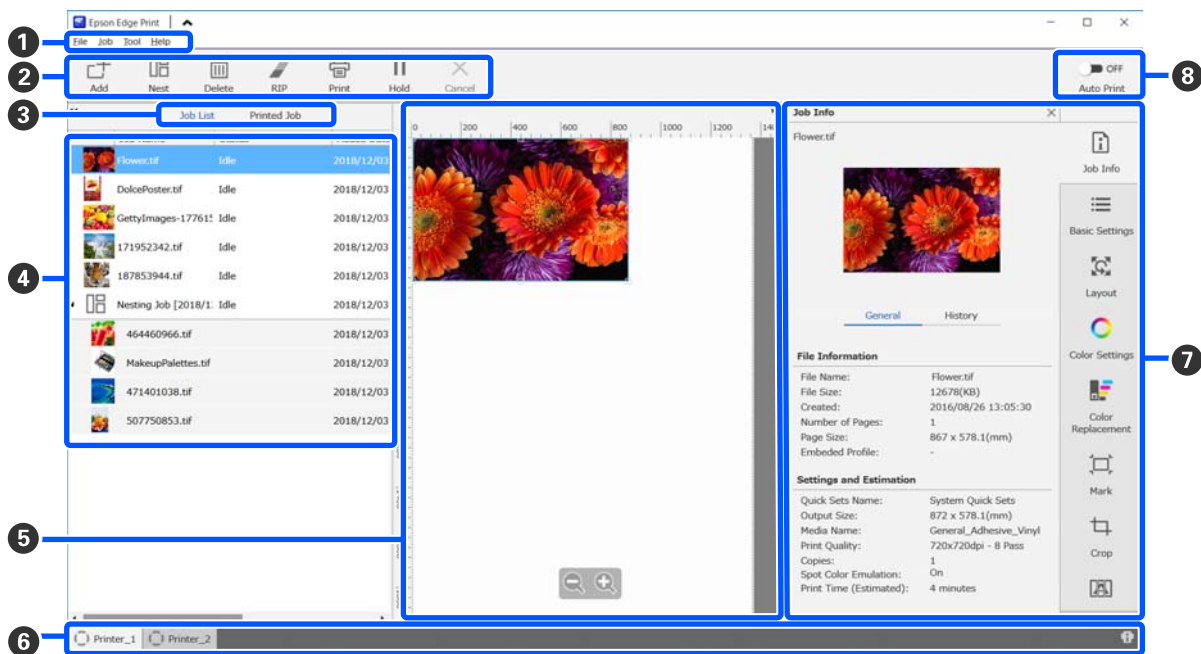 Epson Edge Print
1
File Job Tool Help
2
Add Nest Delete RIP Print Hold Cancel
OFF
Auto Print
8
3
Job List Printed Job
4
Flower.tif Idle 2018/12/03
DolcePoster.tif Idle 2018/12/03
GettyImages-177615 Idle 2018/12/03
171952342.tif Idle 2018/12/03
187853944.tif Idle 2018/12/03
Nesting Job [2018/1 Idle 2018/12/03
464460966.tif 2018/12/03
MakeupPalettes.tif 2018/12/03
471401038.tif 2018/12/03
507750853.tif 2018/12/03
5
0 200 400 600 800 1000 1200 14
Job Info
Flower.tif
General History
File Information
File Name: Flower.tif
File Size: 12678(KB)
Created: 2016/08/26 13:05:30
Number of Pages: 1
Page Size: 867 x 578.1(mm)
Embeded Profile: -
Settings and Estimation
Quick Sets Name: System Quick Sets
Output Size: 872 x 578.1(mm)
Media Name: General_Adhesive_Vinyl
Print Quality: 720x720dpi - 8 Pass
Copies: 1
Spot Color Emulation: On
Print Time (Estimated): 4 minutes
Job Info
Basic Settings
Layout
Color Settings
Color
Replacement
Mark
Crop
7
6
Printer_1 Printer_2